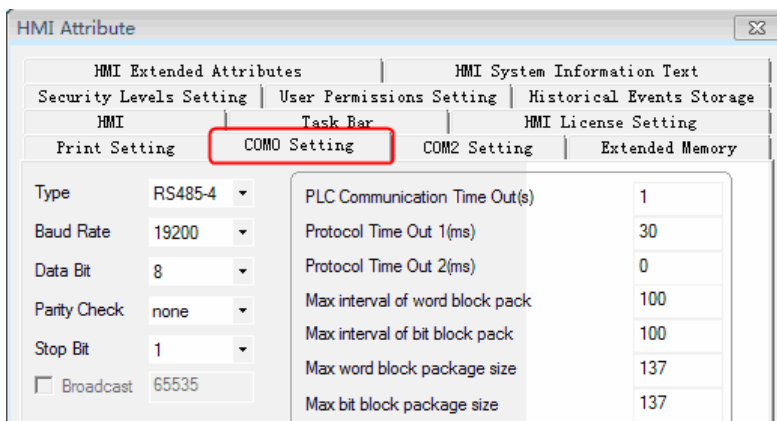 HMI Attribute
HMI Extended Attributes HMI System Information Text
Security Levels Setting User Permissions Setting Historical Events Storage
HMI Task Bar HMI License Setting
Print Setting COM0 Setting COM2 Setting Extended Memory
Type RS485-4 PLC Communication Time Out(s) 1
Baud Rate 19200 Protocol Time Out 1(ms) 30
Data Bit 8 Protocol Time Out 2(ms) 0
Parity Check none Max interval of word block pack 100
Max interval of bit block pack 100
Stop Bit 1 Max word block package size 137
Broadcast 65535 Max bit block package size 137